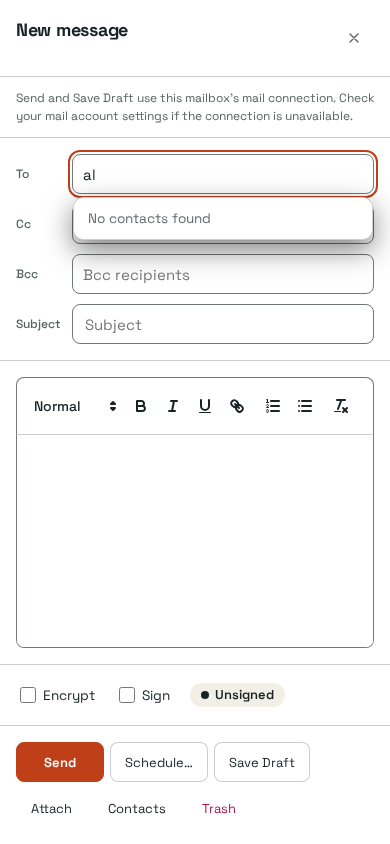 New message
Send and Save Draft use this mailbox's mail connection. Check
your mail account settings if the connection is unavailable.
To
al
No contacts found
Cc
Bcc
Bcc recipients
Subject
Subject
Normal
Encrypt
Sign
Unsigned
Send
Schedule...
Save Draft
Attach
Contacts
Trash